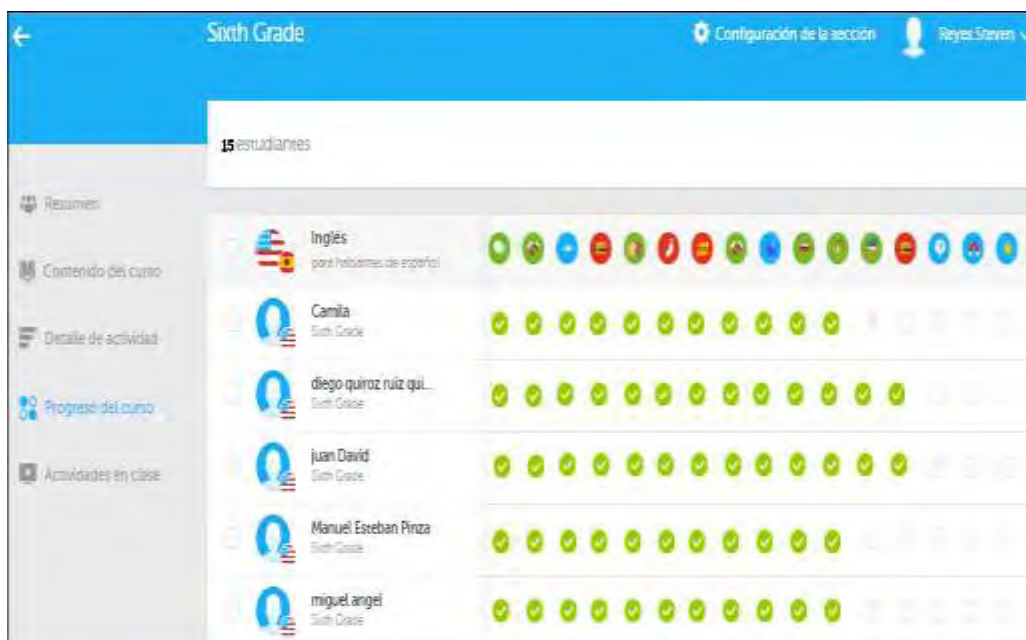 Sixth Grade
Configuración de la sección
Reyes Steven
15 estudiantes
Resumen
Contenido del curso
Detalle de actividad
Progreso del curso
Actividades en clase
Inglés
para hablantes de español
Camila
Sixth Grade
diego quiroz ruiz qui...
Sixth Grade
juan David
Sixth Grade
Manuel Esteban Pinza
Sixth Grade
miguel angel
Sixth Grade